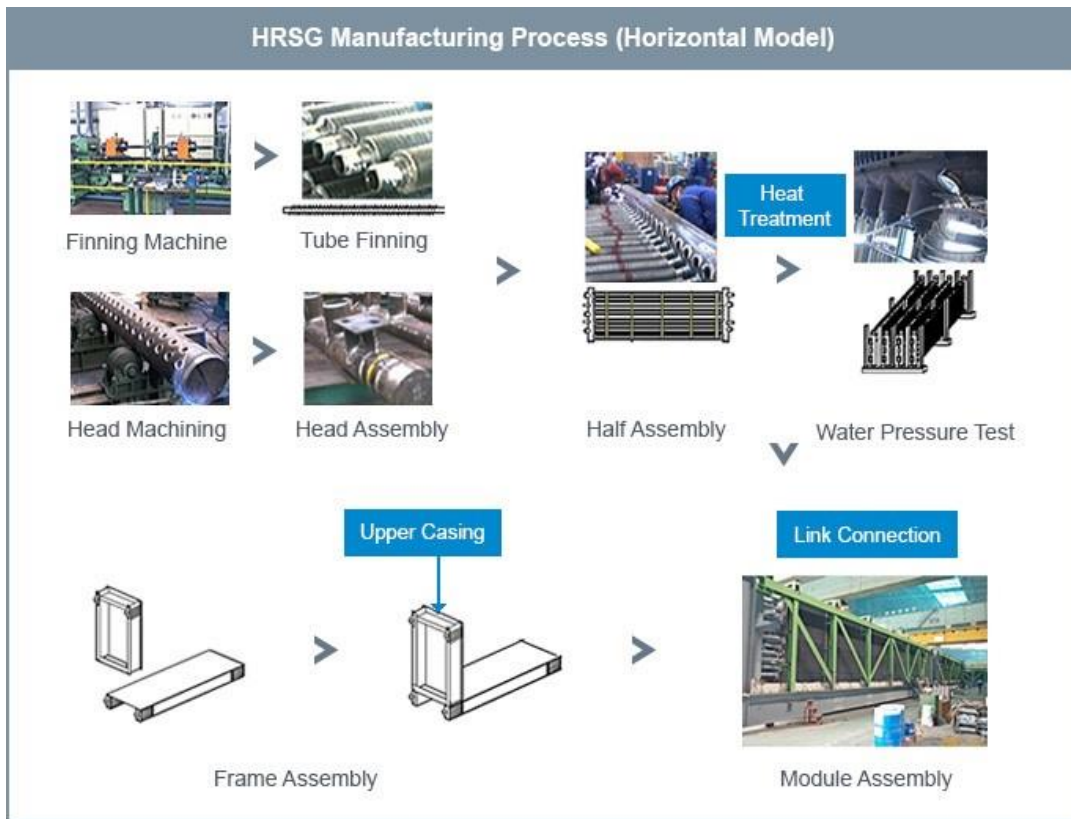 HRSG Manufacturing Process (Horizontal Model)
Finning Machine
Tube Finning
Heat
Treatment
Head Machining
Head Assembly
Half Assembly
Water Pressure Test
Upper Casing
Link Connection
Frame Assembly
Module Assembly